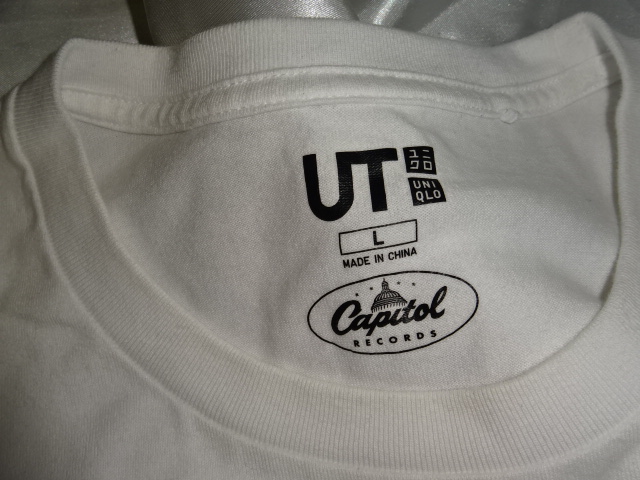 UT
ユニ
クロ
UNI
QLO
L
MADE IN CHINA
Capitol
RECORDS